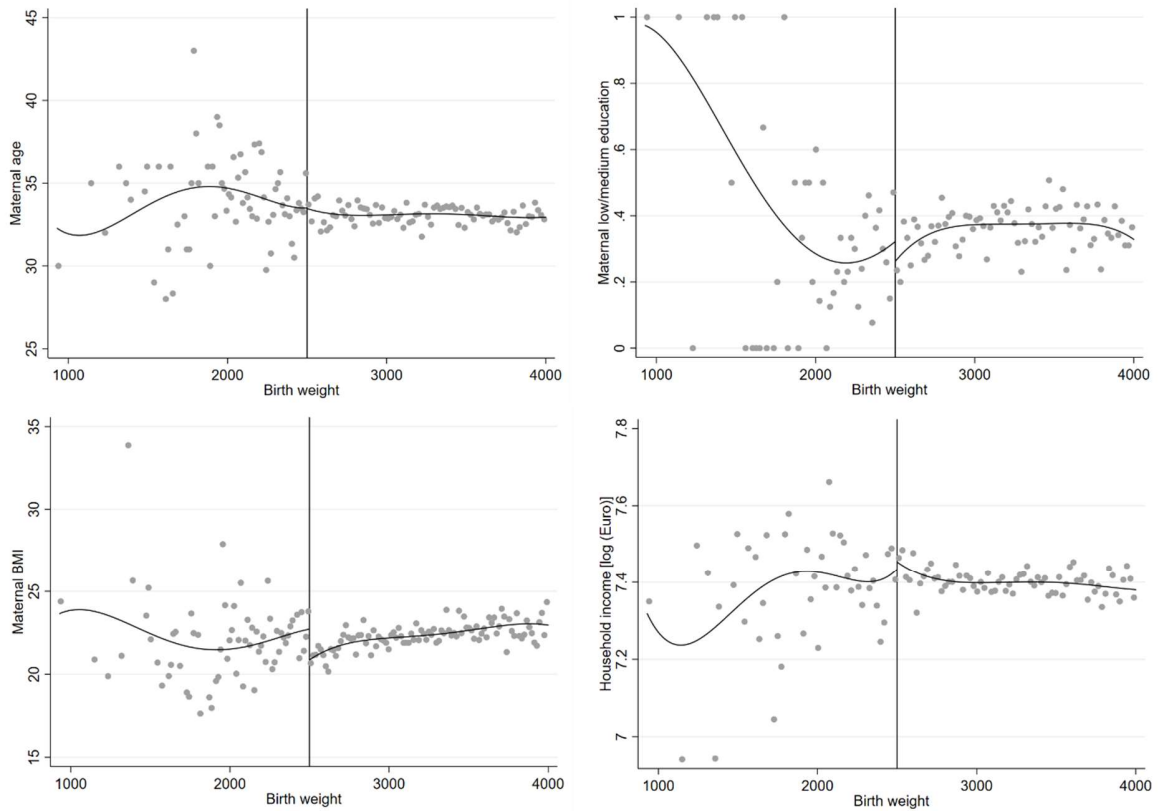 45
40
35
30
25
Maternal age
1000 2000 3000 4000
Birth weight
1
.8
.6
.4
.2
0
Maternal low/medium education
1000 2000 3000 4000
Birth weight
35
30
25
20
15
Maternal BMI
1000 2000 3000 4000
Birth weight
7.8
7.6
7.4
7.2
7
Household income [log (Euro)]
1000 2000 3000 4000
Birth weight